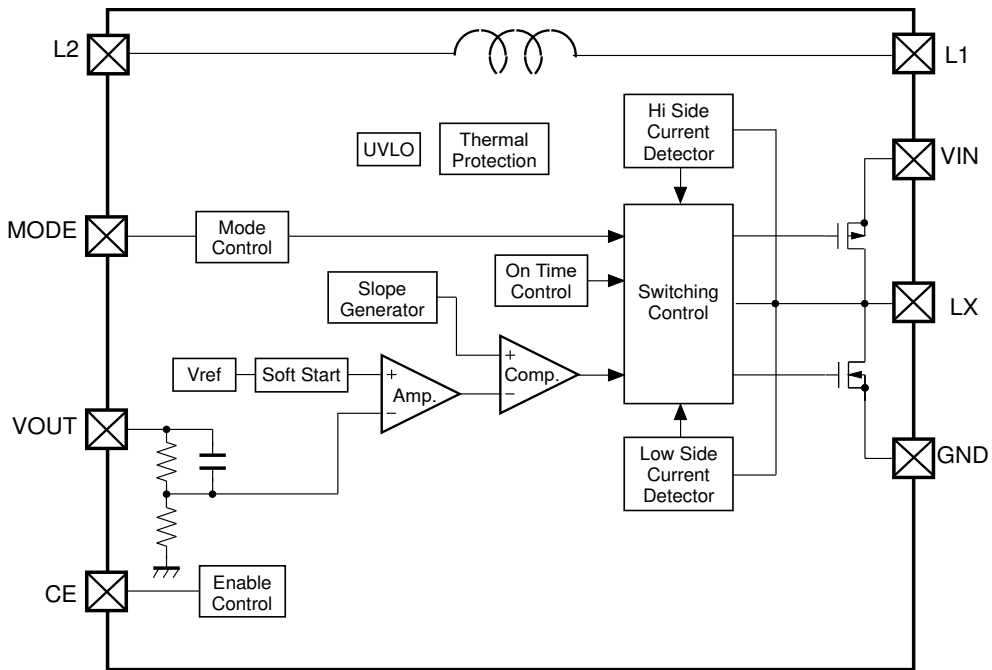 L2
L1
Hi Side
Current
Detector
UVLO
Thermal
Protection
VIN
MODE
Mode
Control
On Time
Control
Slope
Generator
Switching
Control
LX
Vref
Soft Start
+
Amp.
−
+
Comp.
−
VOUT
Low Side
Current
Detector
GND
CE
Enable
Control